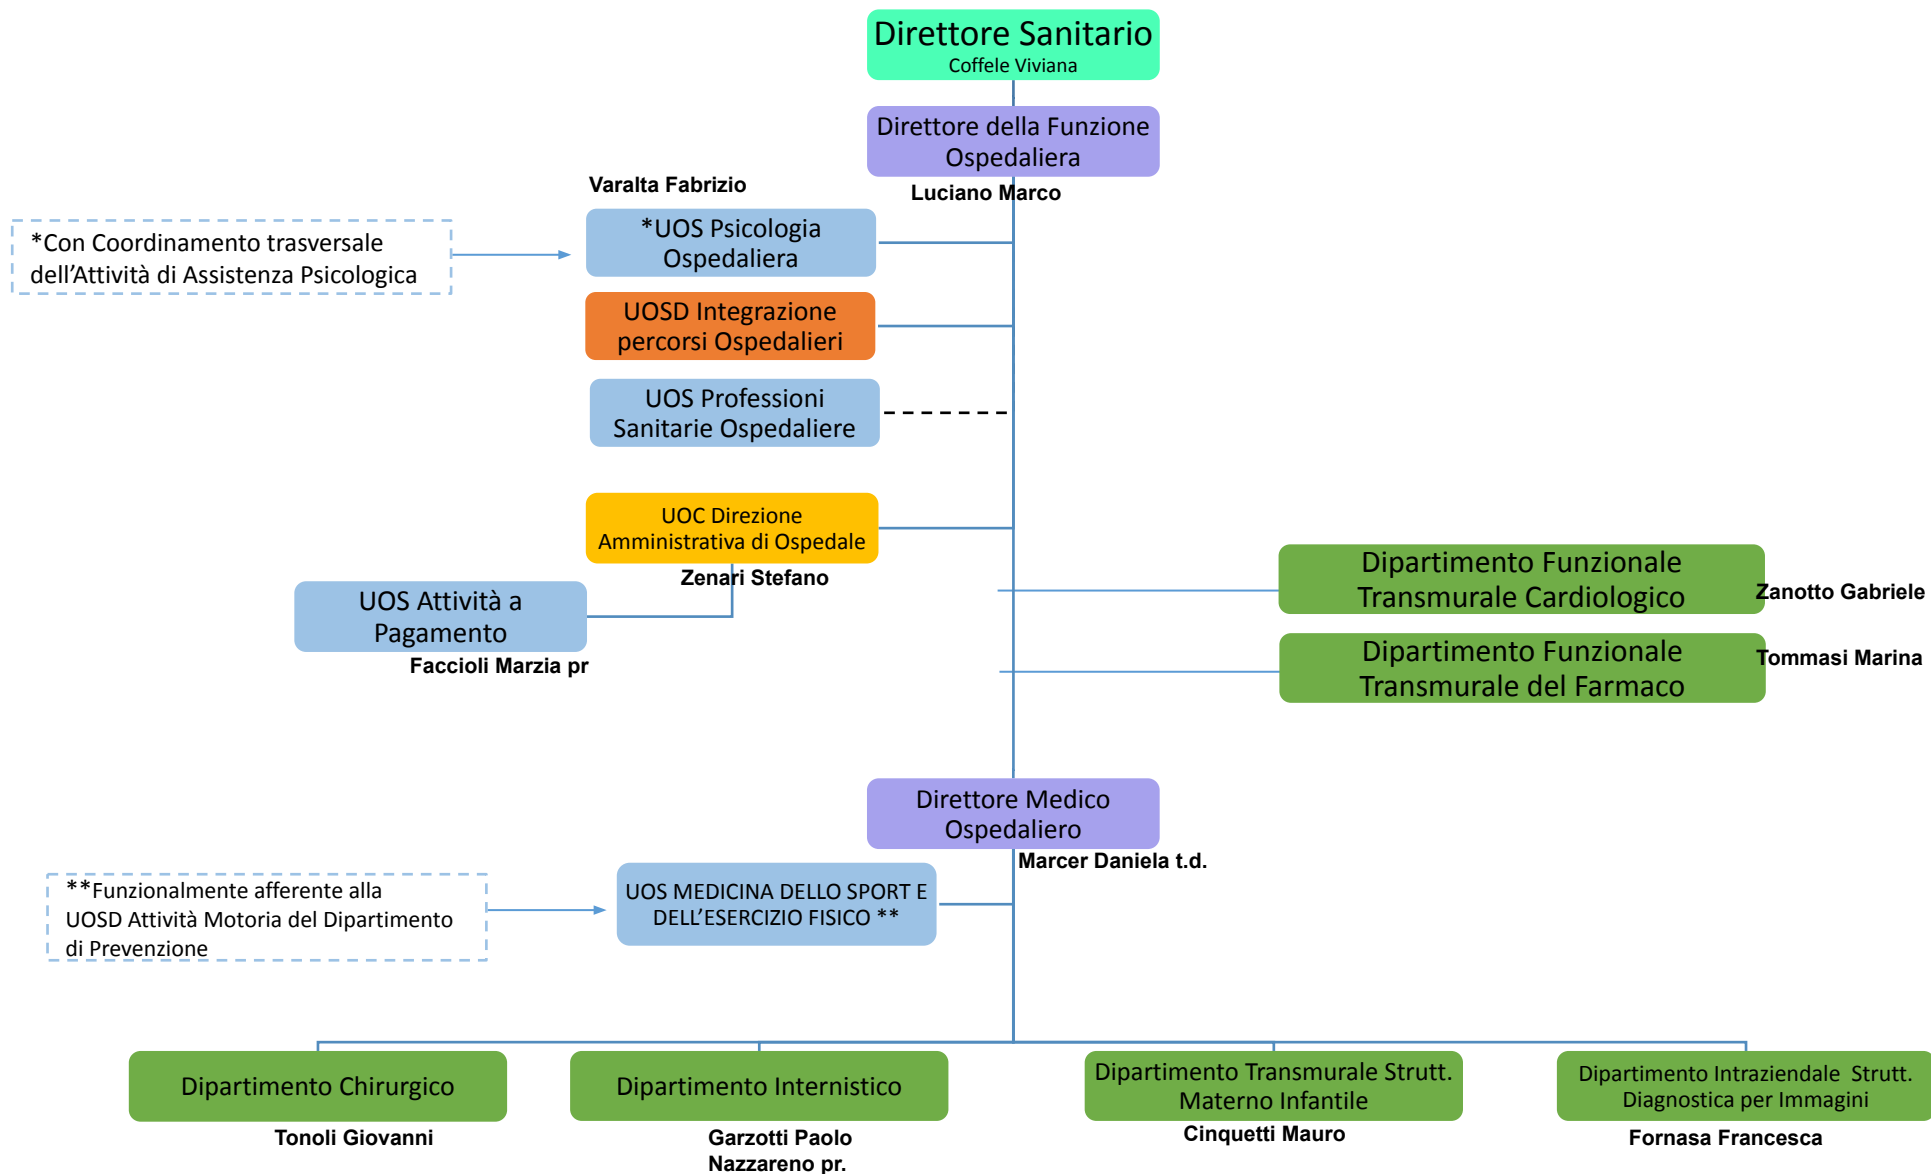 Direttore Sanitario
Coffele Viviana
Direttore della Funzione
Ospedaliera
Luciano Marco
Varalta Fabrizio
*UOS Psicologia
Ospedaliera
*Con Coordinamento trasversale
dell’Attività di Assistenza Psicologica
UOSD Integrazione
percorsi Ospedalieri
UOS Professioni
Sanitarie Ospedaliere
UOC Direzione
Amministrativa di Ospedale
Zenari Stefano
UOS Attività a
Pagamento
Faccioli Marzia pr
Dipartimento Funzionale
Transmurale Cardiologico
Zanotto Gabriele
Dipartimento Funzionale
Transmurale del Farmaco
Tommasi Marina
Direttore Medico
Ospedaliero
Marcer Daniela t.d.
**Funzionalmente afferente alla
UOSD Attività Motoria del Dipartimento
di Prevenzione
UOS MEDICINA DELLO SPORT E
DELL’ESERCIZIO FISICO **
Dipartimento Chirurgico
Tonoli Giovanni
Dipartimento Internistico
Garzotti Paolo
Nazzareno pr.
Dipartimento Transmurale Strutt.
Materno Infantile
Cinquetti Mauro
Dipartimento Intraziendale Strutt.
Diagnostica per Immagini
Fornasa Francesca